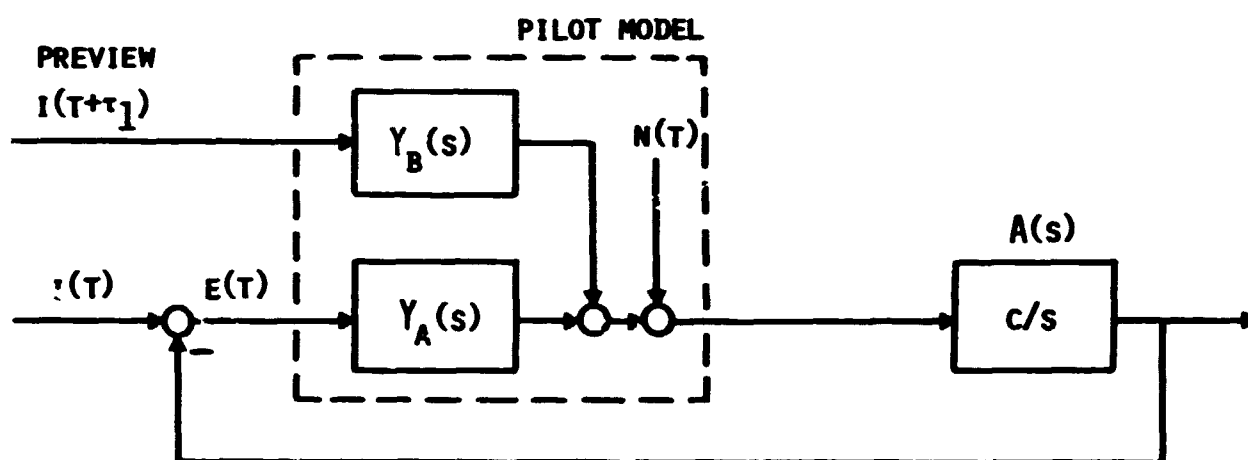 PILOT MODEL
PREVIEW
I(T+τ1)
Y_B(s)
N(T)
A(s)
(T)
E(T)
Y_A(s)
c/s
−